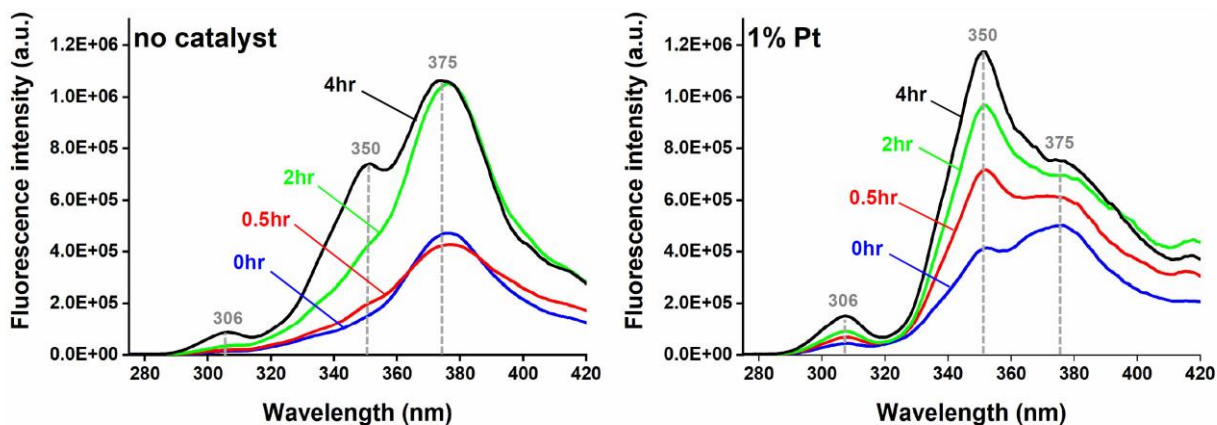 no catalyst
Fluorescence intensity (a.u.)
1.2E+06
1.0E+06
8.0E+05
6.0E+05
4.0E+05
2.0E+05
0.0E+00
4hr
2hr
0.5hr
0hr
306
350
375
280 300 320 340 360 380 400 420
Wavelength (nm)
1% Pt
Fluorescence intensity (a.u.)
1.2E+06
1.0E+06
8.0E+05
6.0E+05
4.0E+05
2.0E+05
0.0E+00
4hr
2hr
0.5hr
0hr
306
350
375
280 300 320 340 360 380 400 420
Wavelength (nm)